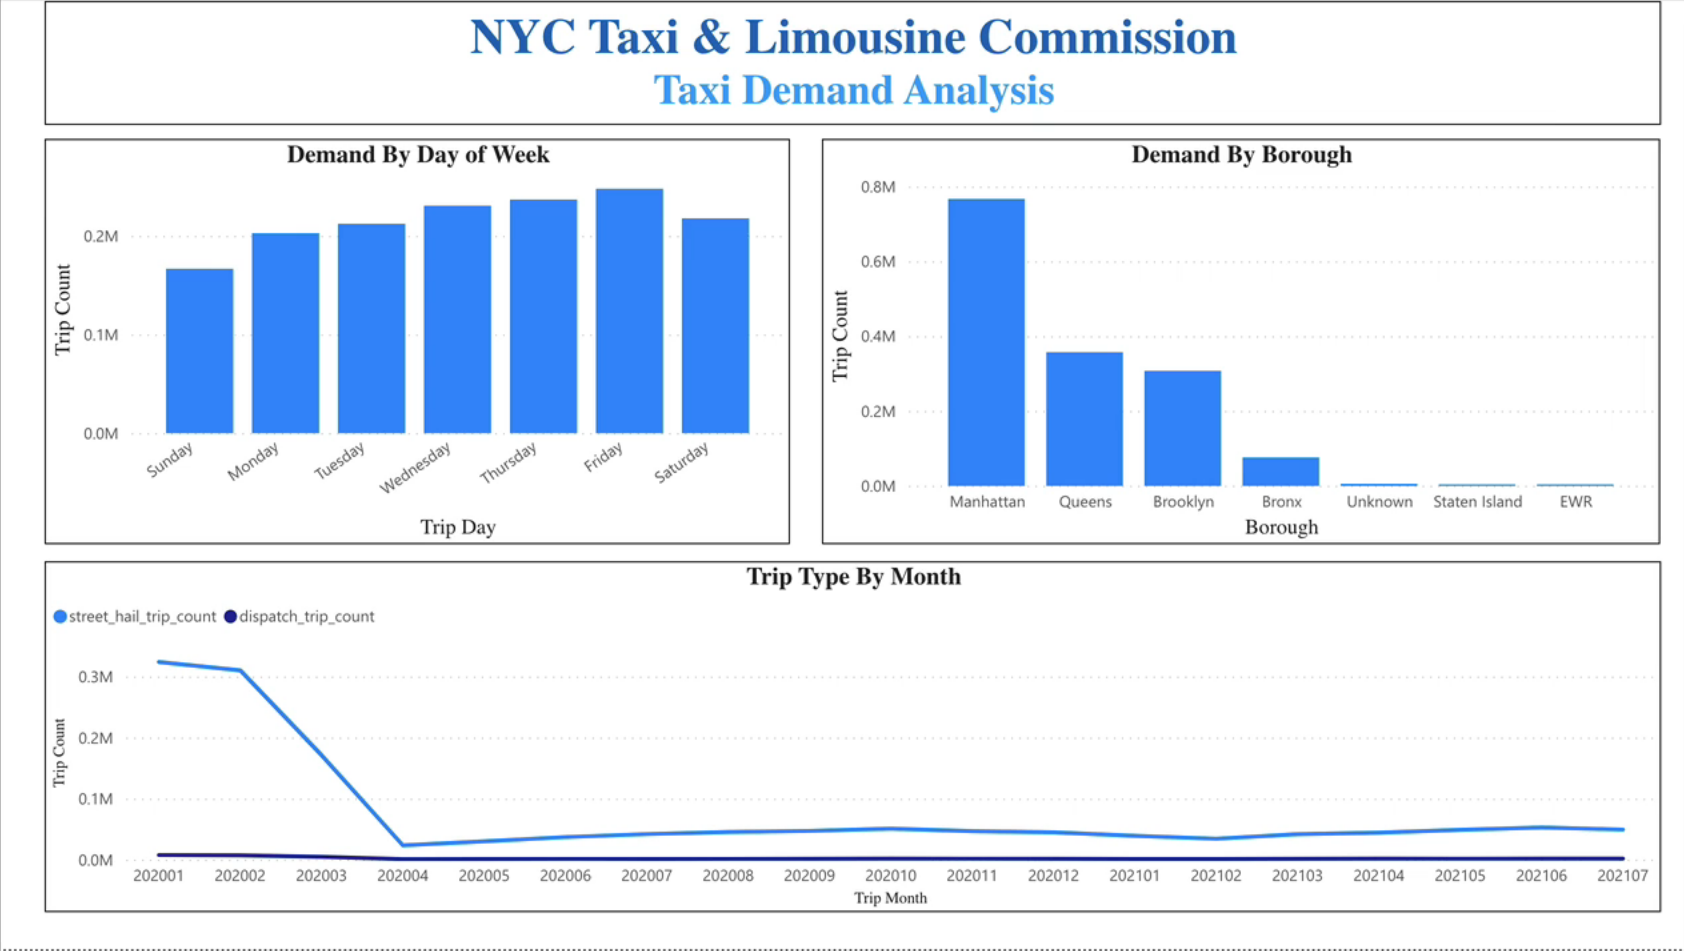 NYC Taxi & Limousine Commission
Taxi Demand Analysis
Demand By Day of Week
Trip Count
0.2M
0.1M
0.0M
Sunday
Monday
Tuesday
Wednesday
Thursday
Friday
Saturday
Trip Day
Demand By Borough
Trip Count
0.8M
0.6M
0.4M
0.2M
0.0M
Manhattan
Queens
Brooklyn
Bronx
Unknown
Staten Island
EWR
Borough
Trip Type By Month
street_hail_trip_count
dispatch_trip_count
Trip Count
0.3M
0.2M
0.1M
0.0M
202001
202002
202003
202004
202005
202006
202007
202008
202009
202010
202011
202012
202101
202102
202103
202104
202105
202106
202107
Trip Month